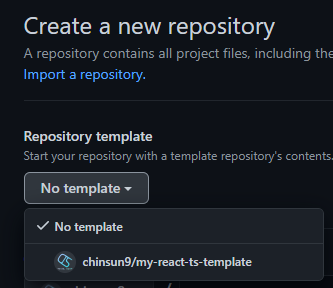 Create a new repository
A repository contains all project files, including the
Import a repository.
Repository template
Start your repository with a template repository's contents.
No template
No template
chinsun9/my-react-ts-template